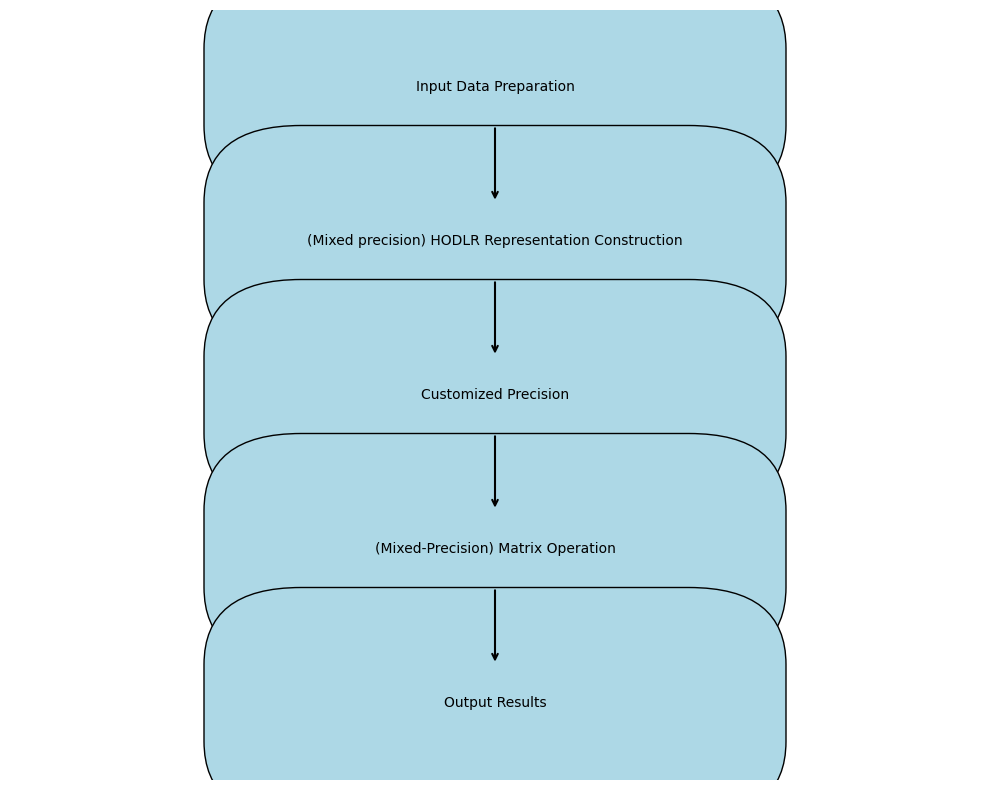 Input Data Preparation
(Mixed precision) HODLR Representation Construction
Customized Precision
(Mixed-Precision) Matrix Operation
Output Results